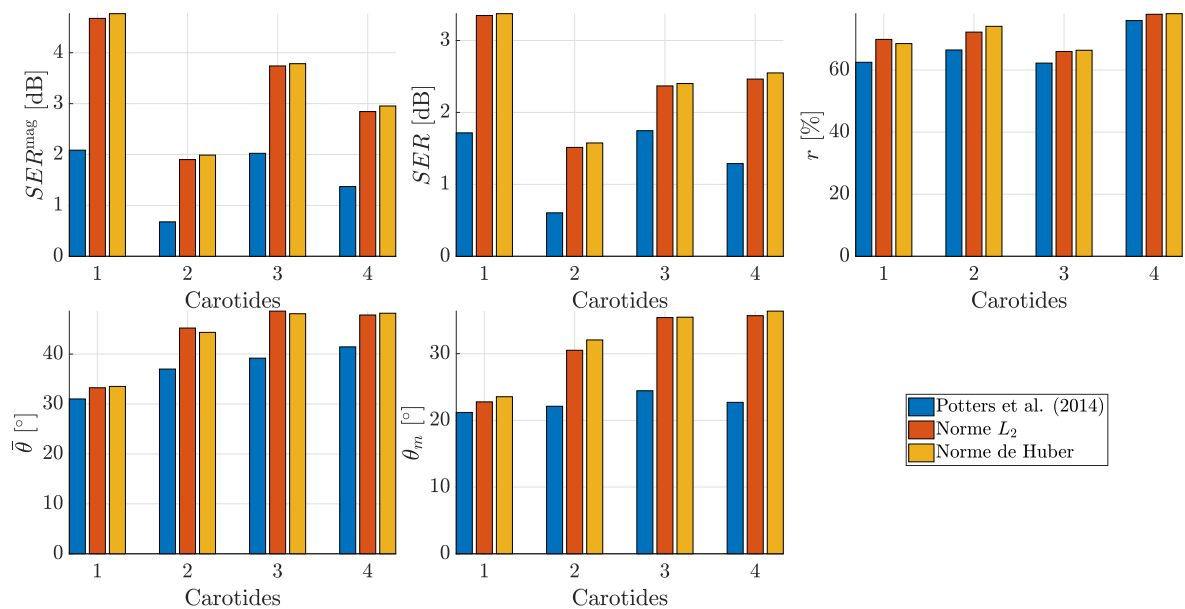 SER^mag [dB]
4
3
2
1
0
1 2 3 4
Carotides
SER [dB]
3
2
1
0
1 2 3 4
Carotides
r [%]
60
40
20
0
1 2 3 4
Carotides
θ̄ [°]
40
30
20
10
0
1 2 3 4
Carotides
θ_m [°]
30
20
10
0
1 2 3 4
Carotides
Potters et al. (2014)
Norme L_2
Norme de Huber